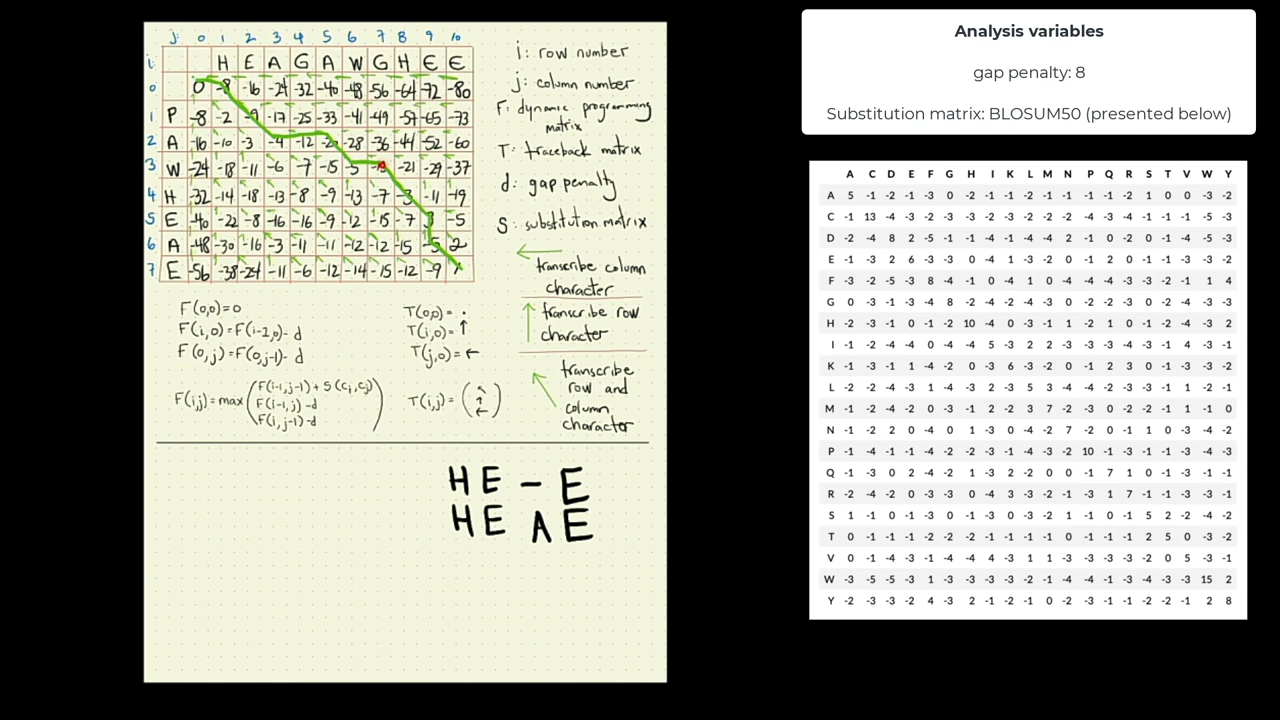 Analysis variables
gap penalty: 8
Substitution matrix: BLOSUM50 (presented below)
j: 0 1 2 3 4 5 6 7 8 9 10
i: H E A G A W G H E E
0 0 -8 -16 -24 -32 -40 -48 -56 -64 -72 -80
1 P -8 -2 -9 -17 -25 -33 -41 -49 -57 -65 -73
2 A -16 -10 -3 -4 -12 -28 -36 -44 -52 -60
3 W -24 -18 -11 -6 -7 -15 -5 -21 -29 -37
4 H -32 -14 -18 -13 -8 -9 -13 -7 -3 -11 -19
5 E -40 -22 -8 -16 -16 -9 -12 -15 -7 3 -5
6 A -48 -30 -16 -3 -11 -11 -12 -12 -15 -5 2
7 E -56 -38 -24 -11 -6 -12 -14 -15 -12 -9
i: row number
j: column number
F: dynamic programming
matrix
T: traceback matrix
d: gap penalty
S: substitution matrix
←
transcribe column
character
↑ transcribe row
character
↖ transcribe
row and
column
character
F(0,0)=0
F(i,0)=F(i-1,0)-d
F(0,j)=F(0,j-1)-d
T(0,0)= .
T(i,0)= ↑
T(j,0)= ←
F(i,j)=max
F(i-1,j-1)+S(ci,cj)
F(i-1,j)-d
F(i,j-1)-d
T(i,j)= ( ↖ ↑ ← )
H E - E
H E A E
A C D E F G H I K L M N P Q R S T V W Y
A 5 -1 -2 -1 -3 0 -2 -1 -1 -2 -1 -1 -1 -1 -2 1 0 0 -3 -2
C -1 13 -4 -3 -2 -3 -3 -2 -3 -2 -2 -2 -4 -3 -4 -1 -1 -1 -5 -3
D -2 -4 8 2 -5 -1 -1 -4 -1 -4 -4 2 -1 0 -2 0 -1 -4 -5 -3
E -1 -3 2 6 -3 -3 0 -4 1 -3 -2 0 -1 2 0 -1 -1 -3 -3 -2
F -3 -2 -5 -3 8 -4 -1 0 -4 1 0 -4 -4 -4 -3 -3 -2 -1 1 4
G 0 -3 -1 -3 -4 8 -2 -4 -2 -4 -3 0 -2 -2 -3 0 -2 -4 -3 -3
H -2 -3 -1 0 -1 -2 10 -4 0 -3 -1 1 -2 1 0 -1 -2 -4 -3 2
I -1 -2 -4 -4 0 -4 -4 5 -3 2 2 -3 -3 -3 -4 -3 -1 4 -3 -1
K -1 -3 -1 1 -4 -2 0 -3 6 -3 -2 0 -1 2 3 0 -1 -3 -3 -2
L -2 -2 -4 -3 1 -4 -3 2 -3 5 3 -4 -4 -2 -3 -3 -1 1 -2 -1
M -1 -2 -4 -2 0 -3 -1 2 -2 3 7 -2 -3 0 -2 -2 -1 1 -1 0
N -1 -2 2 0 -4 0 1 -3 0 -4 -2 7 -2 0 -1 1 0 -3 -4 -2
P -1 -4 -1 -1 -4 -2 -2 -3 -1 -4 -3 -2 10 -1 -3 -1 -1 -3 -4 -3
Q -1 -3 0 2 -4 -2 1 -3 2 -2 0 0 -1 7 1 0 -1 -3 -1 -1
R -2 -4 -2 0 -3 -3 0 -4 3 -3 -2 -1 -3 1 7 -1 -1 -3 -3 -1
S 1 -1 0 -1 -3 0 -1 -3 0 -3 -2 1 -1 0 -1 5 2 -2 -4 -2
T 0 -1 -1 -1 -2 -2 -2 -1 -1 -1 -1 0 -1 -1 -1 2 5 0 -3 -2
V 0 -1 -4 -3 -1 -4 -4 4 -3 1 1 -3 -3 -3 -3 -2 0 5 -3 -1
W -3 -5 -5 -3 1 -3 -3 -3 -3 -2 -1 -4 -4 -1 -3 -4 -3 -3 15 2
Y -2 -3 -3 -2 4 -3 2 -1 -2 -1 0 -2 -3 -1 -1 -2 -2 -1 2 8